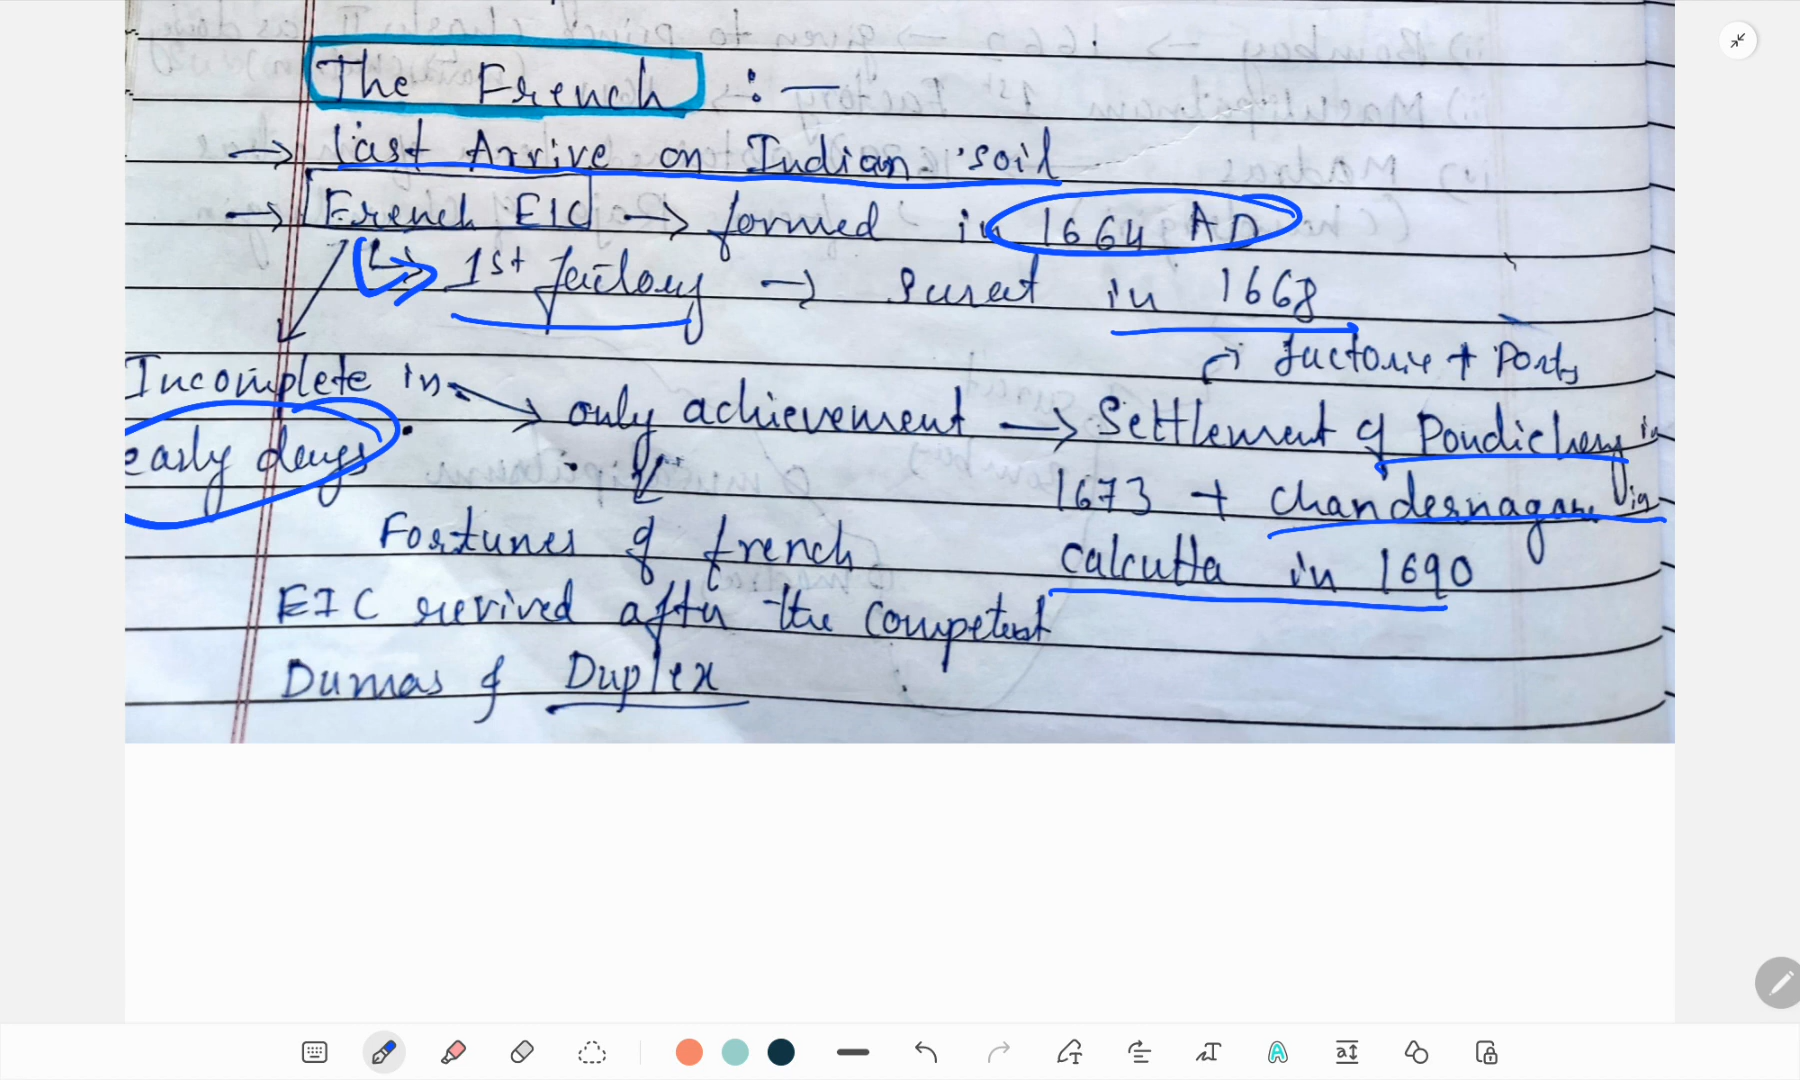 The French :-
→ last Arrive on Indian soil
→ French EIC → formed in 1664 AD
↳ 1st factory → Surat in 1668
→ factorie + Ports
Incomplete in → only achievement → Settlement of Pondicherry in
early days
1673 + Chandernagar in
Calcutta in 1690
Fortunes of french
EIC revived after the competent
Dumas & Duplex